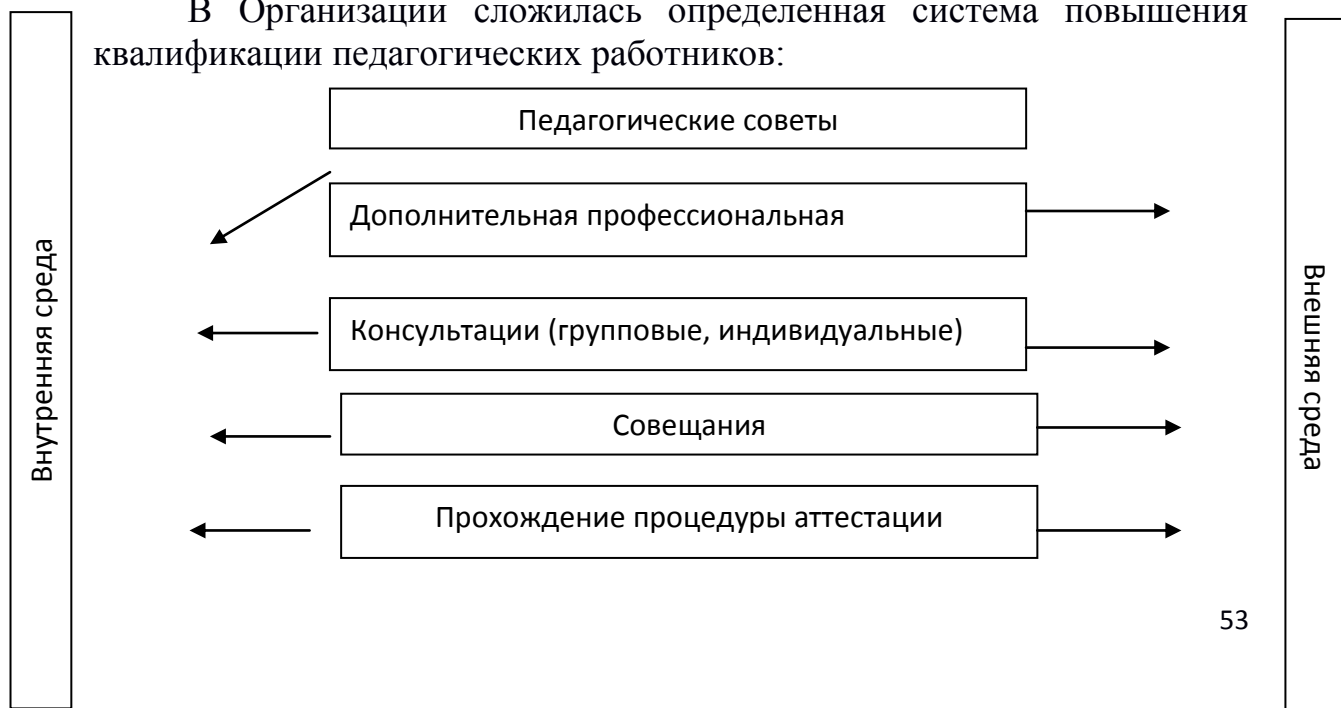 В Организации сложилась определенная система повышения
квалификации педагогических работников:
Педагогические советы
Дополнительная профессиональная
Консультации (групповые, индивидуальные)
Совещания
Прохождение процедуры аттестации
Внутренняя среда
Внешняя среда
53